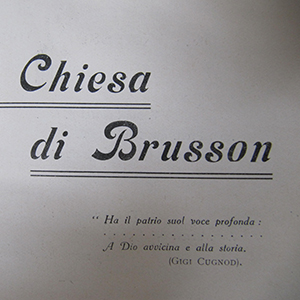 Chiesa
di Brusson
" Ha il patrio suol voce profonda :
. . . . . . . . . . . . . . . . . . . .
A Dio avvicina e alla storia.
(GIGI CUGNOD).